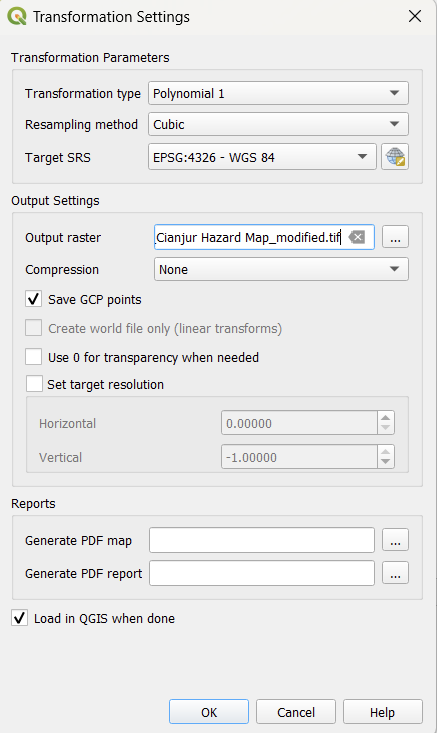 Transformation Settings
Transformation Parameters
Transformation type Polynomial 1
Resampling method Cubic
Target SRS EPSG:4326 - WGS 84
Output Settings
Output raster Cianjur Hazard Map_modified.tif ...
Compression None
Save GCP points
Create world file only (linear transforms)
Use 0 for transparency when needed
Set target resolution
Horizontal 0.00000
Vertical -1.00000
Reports
Generate PDF map ...
Generate PDF report ...
Load in QGIS when done
OK Cancel Help